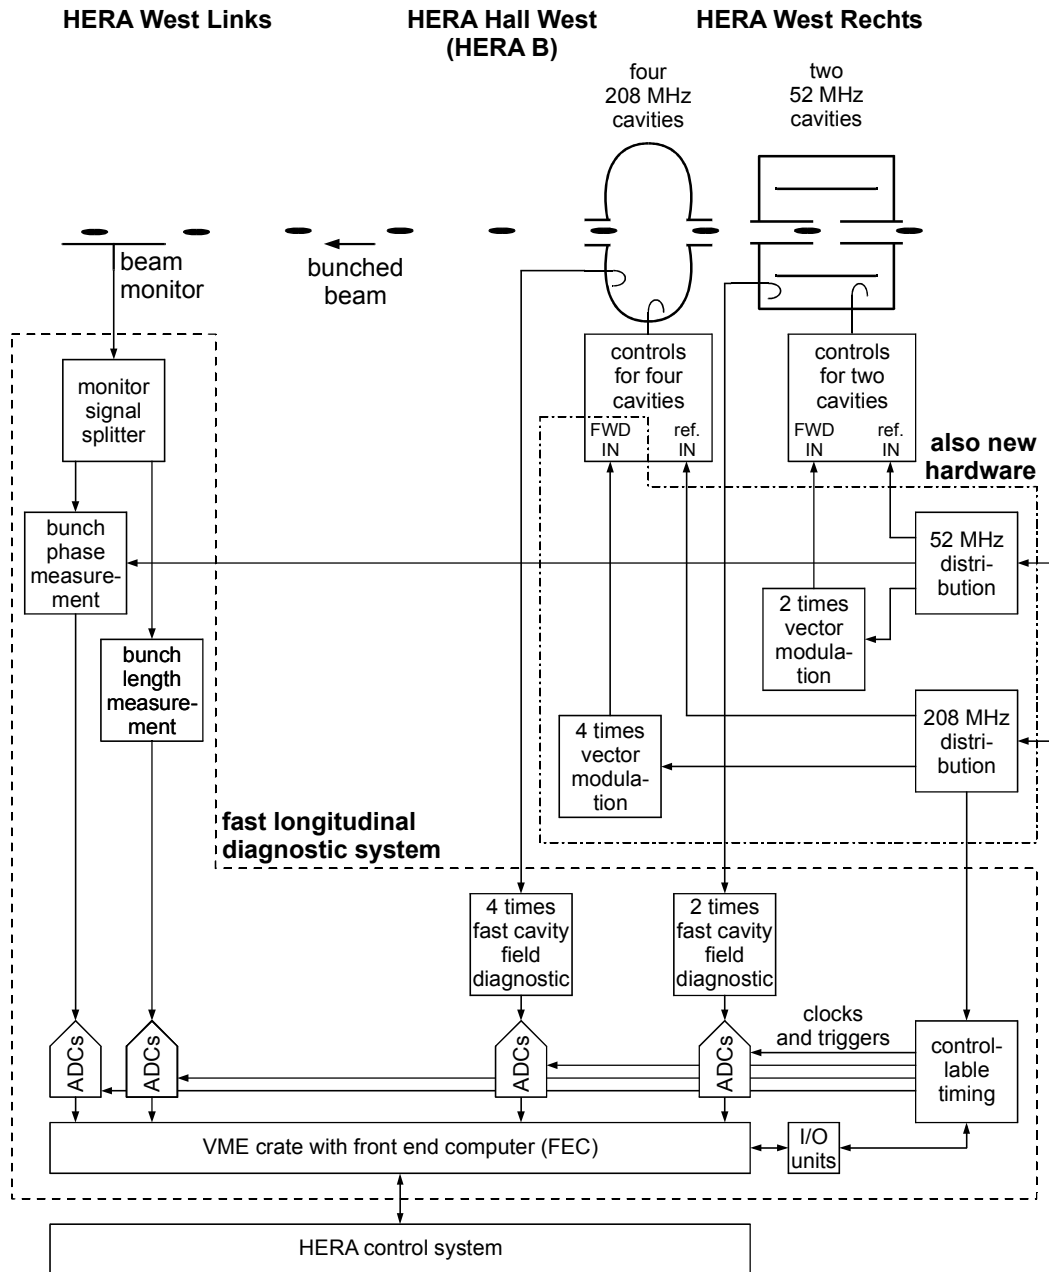 HERA West Links
HERA Hall West
(HERA B)
HERA West Rechts
four
208 MHz
cavities
two
52 MHz
cavities
beam
monitor
bunched
beam
monitor
signal
splitter
controls
for four
cavities
FWD
IN
ref.
IN
controls
for two
cavities
FWD
IN
ref.
IN
also new
hardware
bunch
phase
measure-
ment
52 MHz
distri-
bution
2 times
vector
modula-
tion
bunch
length
measure-
ment
208 MHz
distri-
bution
4 times
vector
modula-
tion
fast longitudinal
diagnostic system
4 times
fast cavity
field
diagnostic
2 times
fast cavity
field
diagnostic
clocks
and triggers
control-
lable
timing
ADCs
ADCs
ADCs
ADCs
VME crate with front end computer (FEC)
I/O
units
HERA control system